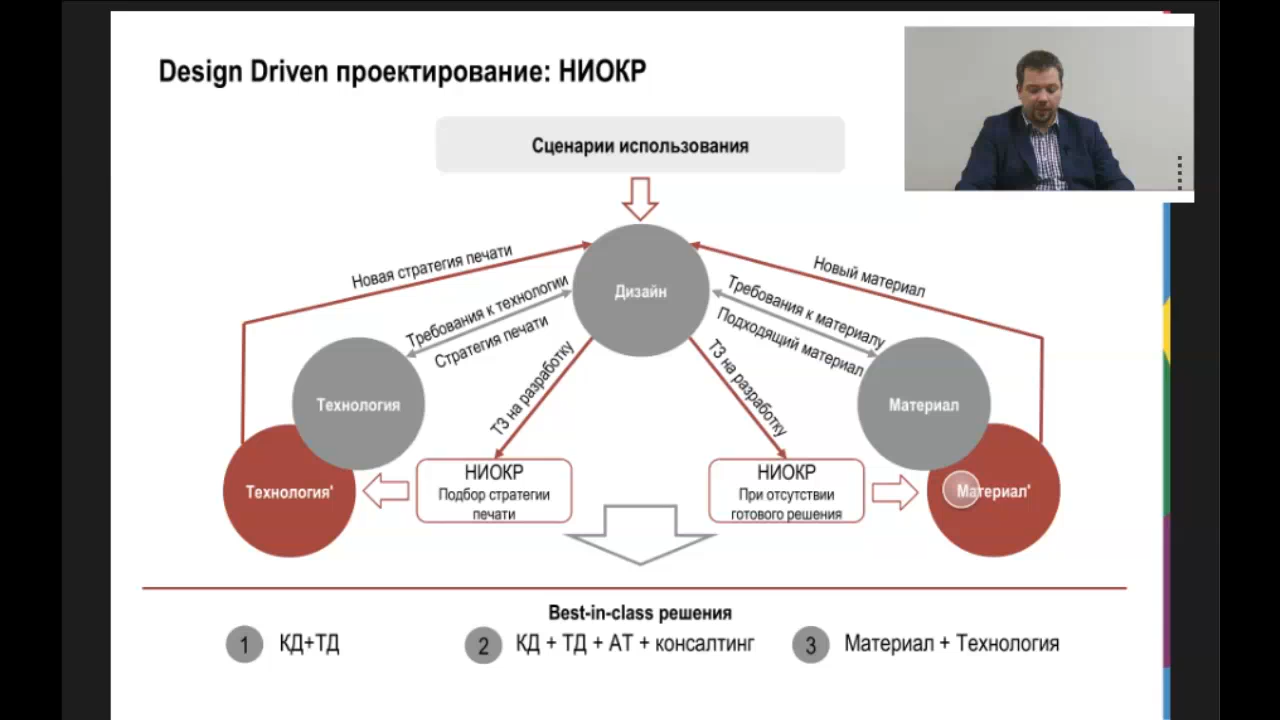 Design Driven проектирование: НИОКР
Сценарии использования
Новая стратегия печати
Новый материал
Требования к технологии
Стратегия печати
Дизайн
Требования к материалу
Подходящий материал
ТЗ на разработку
ТЗ на разработку
Технология
Материал
Технология'
НИОКР
Подбор стратегии
печати
НИОКР
При отсутствии
готового решения
Материал'
Best-in-class решения
1 КД+ТД
2 КД + ТД + АТ + консалтинг
3 Материал + Технология